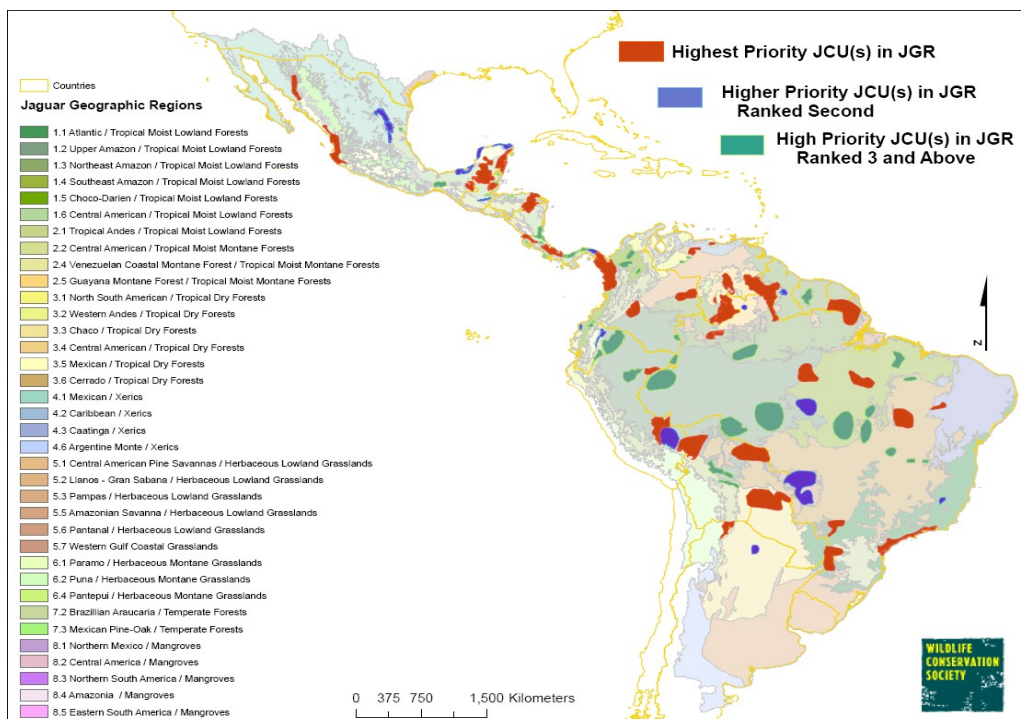 Highest Priority JCU(s) in JGR
Higher Priority JCU(s) in JGR
Ranked Second
High Priority JCU(s) in JGR
Ranked 3 and Above
Countries
Jaguar Geographic Regions
1.1 Atlantic / Tropical Moist Lowland Forests
1.2 Upper Amazon / Tropical Moist Lowland Forests
1.3 Northeast Amazon / Tropical Moist Lowland Forests
1.4 Southeast Amazon / Tropical Moist Lowland Forests
1.5 Choco-Darien / Tropical Moist Lowland Forests
1.6 Central American / Tropical Moist Lowland Forests
2.1 Tropical Andes / Tropical Moist Lowland Forests
2.2 Central American / Tropical Moist Montane Forests
2.4 Venezuelan Coastal Montane Forest / Tropical Moist Montane Forests
2.5 Guayana Montane Forest / Tropical Moist Montane Forests
3.1 North South American / Tropical Dry Forests
3.2 Western Andes / Tropical Dry Forests
3.3 Chaco / Tropical Dry Forests
3.4 Central American / Tropical Dry Forests
3.5 Mexican / Tropical Dry Forests
3.6 Cerrado / Tropical Dry Forests
4.1 Mexican / Xerics
4.2 Caribbean / Xerics
4.3 Caatinga / Xerics
4.6 Argentine Monte / Xerics
5.1 Central American Pine Savannas / Herbaceous Lowland Grasslands
5.2 Llanos - Gran Sabana / Herbaceous Lowland Grasslands
5.3 Pampas / Herbaceous Lowland Grasslands
5.5 Amazonian Savanna / Herbaceous Lowland Grasslands
5.6 Pantanal / Herbaceous Lowland Grasslands
5.7 Western Gulf Coastal Grasslands
6.1 Paramo / Herbaceous Montane Grasslands
6.2 Puna / Herbaceous Montane Grasslands
6.4 Pantepui / Herbaceous Montane Grasslands
7.2 Brazillian Araucaria / Temperate Forests
7.3 Mexican Pine-Oak / Temperate Forests
8.1 Northern Mexico / Mangroves
8.2 Central America / Mangroves
8.3 Northern South America / Mangroves
8.4 Amazonia / Mangroves
8.5 Eastern South America / Mangroves
N
0 375 750 1,500 Kilometers
WILDLIFE
CONSERVATION
SOCIETY